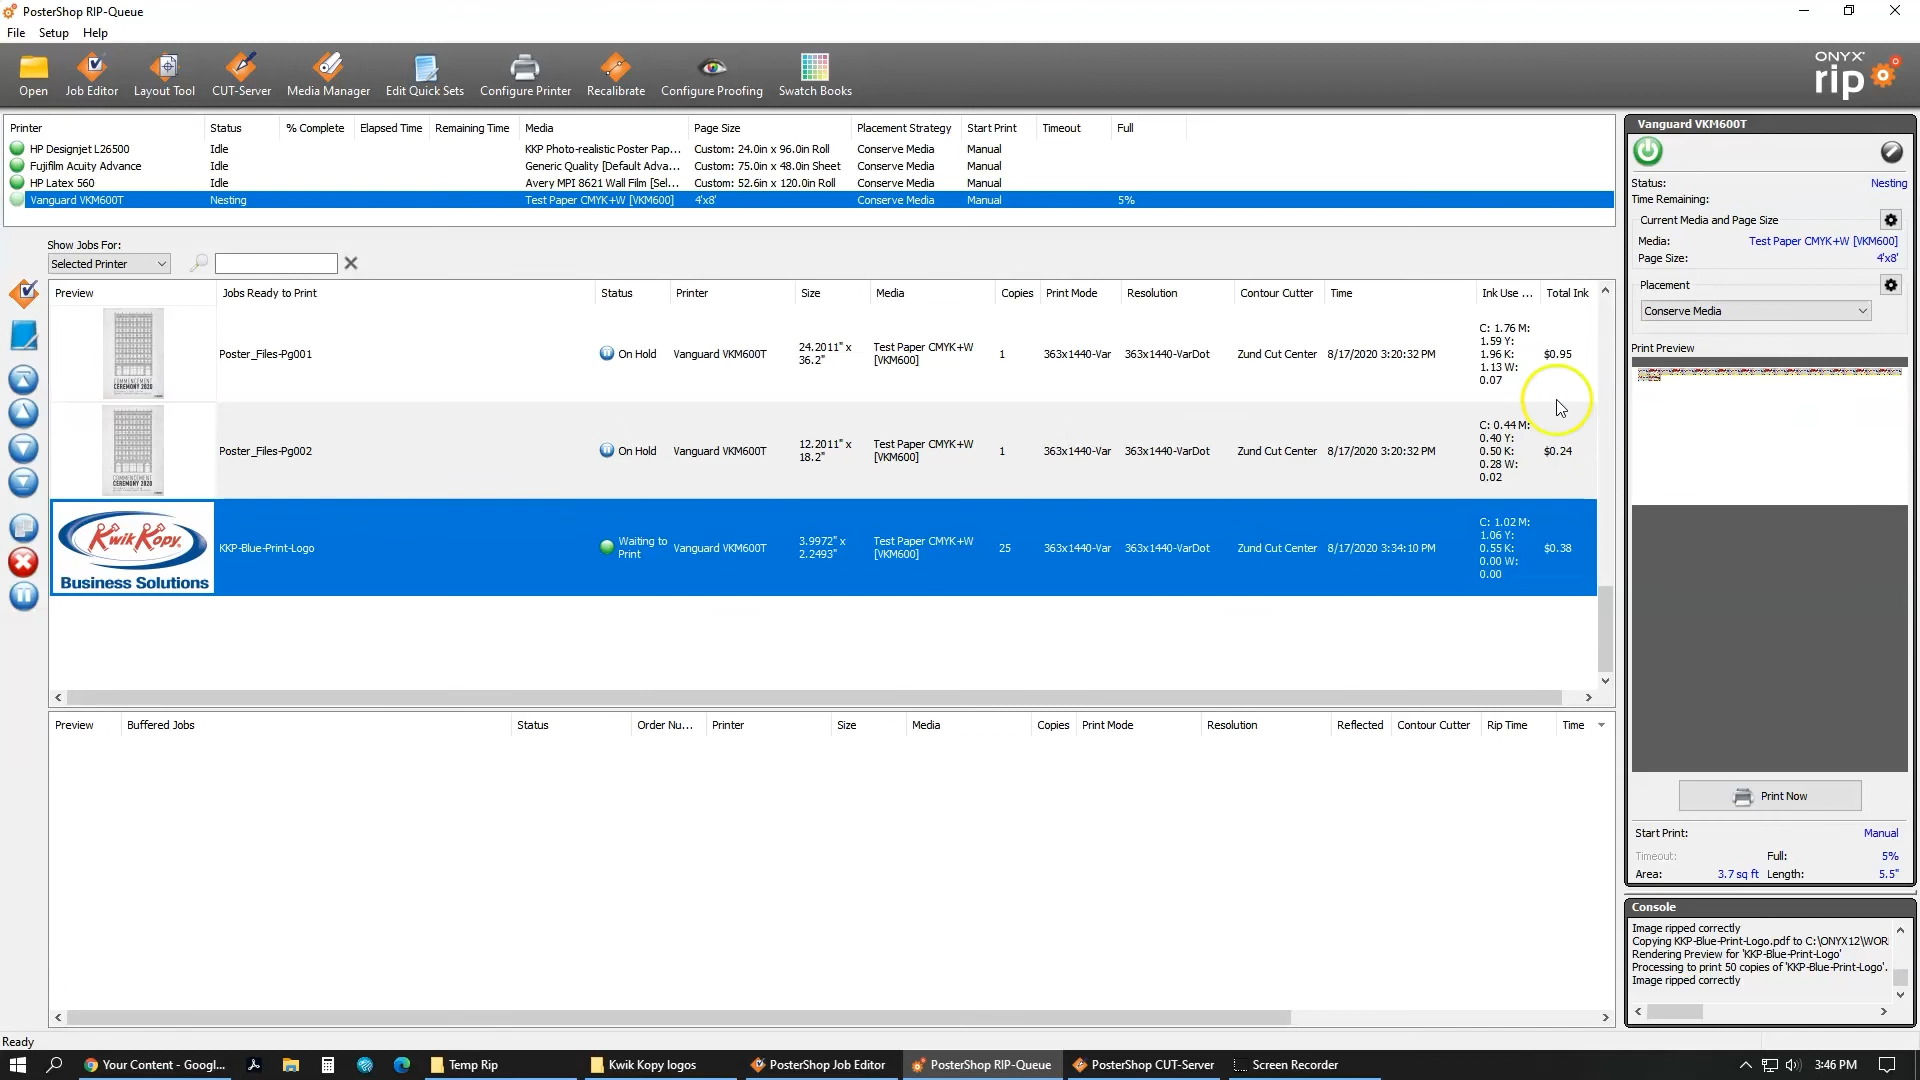 PosterShop RIP-Queue
File Setup Help
Open Job Editor Layout Tool CUT-Server Media Manager Edit Quick Sets Configure Printer Recalibrate Configure Proofing Swatch Books
ONYX
rip
Printer Status % Complete Elapsed Time Remaining Time Media Page Size Placement Strategy Start Print Timeout Full
HP Designjet L26500 Idle KKP Photo-realistic Poster Pap... Custom: 24.0in x 96.0in Roll Conserve Media Manual
Fujifilm Acuity Advance Idle Generic Quality [Default Adva... Custom: 75.0in x 48.0in Sheet Conserve Media Manual
HP Latex 560 Idle Avery MPI 8621 Wall Film [Sel... Custom: 52.6in x 120.0in Roll Conserve Media Manual
Vanguard VKM600T Nesting Test Paper CMYK+W [VKM600] 4'x8' Conserve Media Manual 5%
Show Jobs For:
Selected Printer
Preview Jobs Ready to Print Status Printer Size Media Copies Print Mode Resolution Contour Cutter Time Ink Use ... Total Ink
COMMENCEMENT
CEREMONY 2020
Poster_Files-Pg001 On Hold Vanguard VKM600T 24.2011" x 36.2" Test Paper CMYK+W [VKM600] 1 363x1440-Var 363x1440-VarDot Zund Cut Center 8/17/2020 3:20:32 PM C: 1.76 M: 1.59 Y: 1.96 K: 1.13 W: 0.07 $0.95
COMMENCEMENT
CEREMONY 2020
Poster_Files-Pg002 On Hold Vanguard VKM600T 12.2011" x 18.2" Test Paper CMYK+W [VKM600] 1 363x1440-Var 363x1440-VarDot Zund Cut Center 8/17/2020 3:20:32 PM C: 0.44 M: 0.40 Y: 0.50 K: 0.28 W: 0.02 $0.24
Kwik Kopy
Business Solutions
KKP-Blue-Print-Logo Waiting to Print Vanguard VKM600T 3.9972" x 2.2493" Test Paper CMYK+W [VKM600] 25 363x1440-Var 363x1440-VarDot Zund Cut Center 8/17/2020 3:34:10 PM C: 1.02 M: 1.06 Y: 0.55 K: 0.00 W: 0.00 $0.38
Preview Buffered Jobs Status Order Nu... Printer Size Media Copies Print Mode Resolution Reflected Contour Cutter Rip Time Time
Vanguard VKM600T
Status: Nesting
Time Remaining:
Current Media and Page Size
Media: Test Paper CMYK+W [VKM600]
Page Size: 4'x8'
Placement
Conserve Media
Print Preview
Print Now
Start Print: Manual
Timeout: Full: 5%
Area: 3.7 sq ft Length: 5.5"
Console
Image ripped correctly
Copying KKP-Blue-Print-Logo.pdf to C:\ONYX12\WOR
Rendering Preview for 'KKP-Blue-Print-Logo'
Processing to print 50 copies of 'KKP-Blue-Print-Logo'.
Image ripped correctly
Ready
Your Content - Googl... Temp Rip Kwik Kopy logos PosterShop Job Editor PosterShop RIP-Queue PosterShop CUT-Server Screen Recorder 3:46 PM